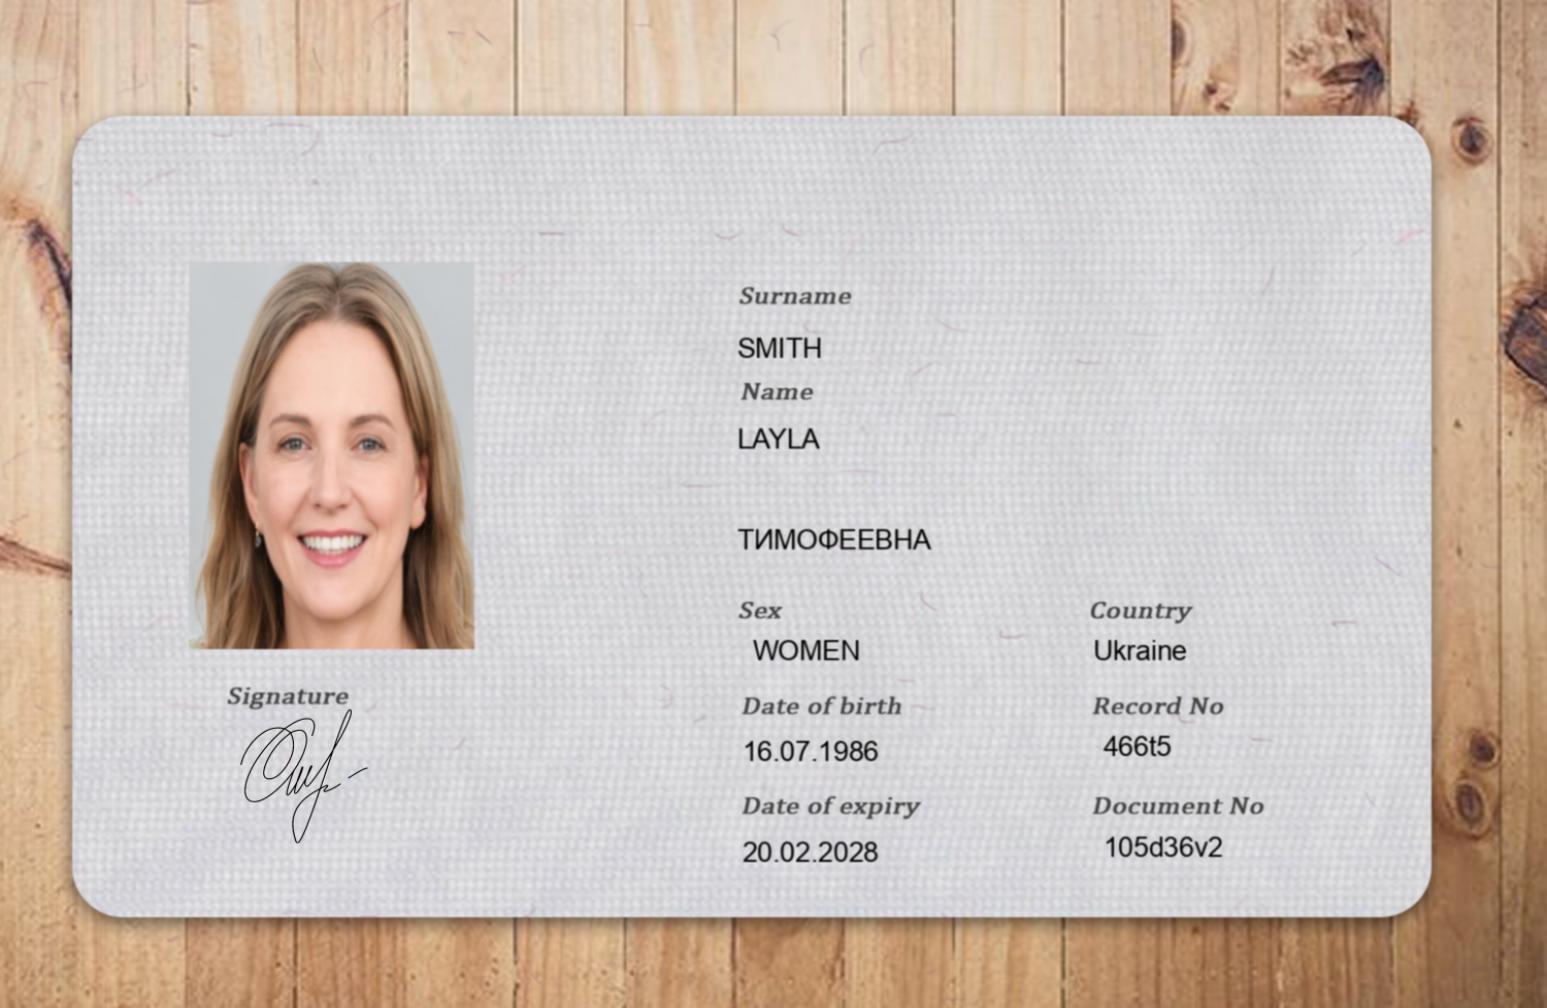 Surname
SMITH
Name
LAYLA
ТИМОФЕЕВНА
Sex
Country
WOMEN
Ukraine
Date of birth
Record No
16.07.1986
466t5
Signature
Date of expiry
Document No
20.02.2028
105d36v2